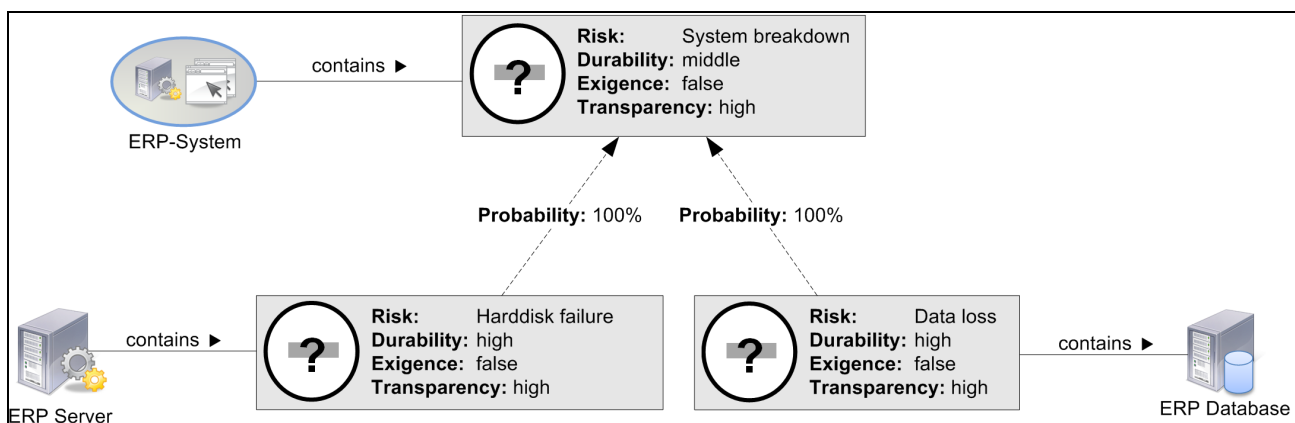 Risk: System breakdown
Durability: middle
Exigence: false
Transparency: high
contains ▶
ERP-System
?
Probability: 100% Probability: 100%
Risk: Harddisk failure
Durability: high
Exigence: false
Transparency: high
contains ▶
ERP Server
?
Risk: Data loss
Durability: high
Exigence: false
Transparency: high
contains ▶
ERP Database
?